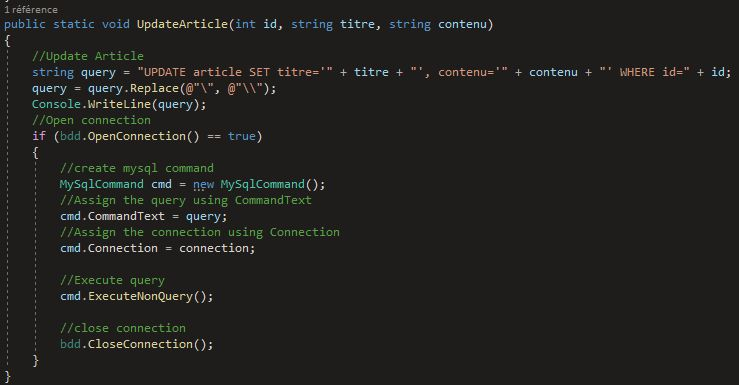 1 référence
public static void UpdateArticle(int id, string titre, string contenu)
{
//Update Article
string query = "UPDATE article SET titre='" + titre + "', contenu='" + contenu + "' WHERE id=" + id;
query = query.Replace(@"\", @"\\");
Console.WriteLine(query);
//Open connection
if (bdd.OpenConnection() == true)
{
//create mysql command
MySqlCommand cmd = new MySqlCommand();
//Assign the query using CommandText
cmd.CommandText = query;
//Assign the connection using Connection
cmd.Connection = connection;
//Execute query
cmd.ExecuteNonQuery();
//close connection
bdd.CloseConnection();
}
}